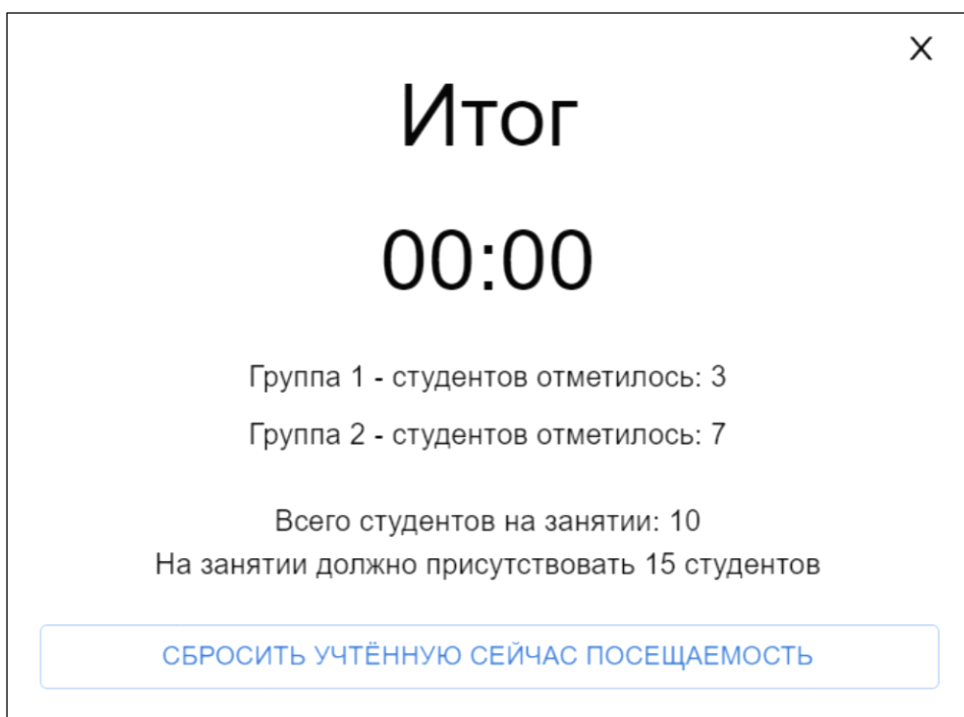 X
Итог
00:00
Группа 1 - студентов отметилось: 3
Группа 2 - студентов отметилось: 7
Всего студентов на занятии: 10
На занятии должно присутствовать 15 студентов
СБРОСИТЬ УЧТЁННУЮ СЕЙЧАС ПОСЕЩАЕМОСТЬ